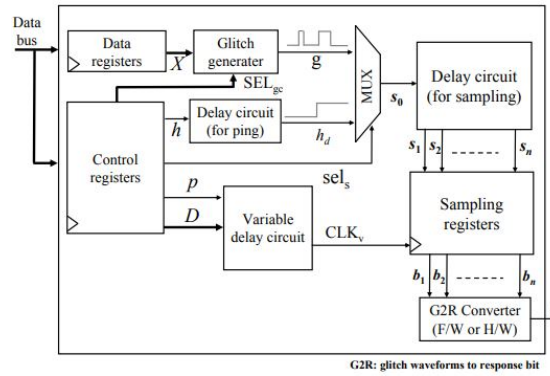 Data
bus
Data
registers
X
Glitch
generater
g
SELgc
MUX
s0
Delay circuit
(for sampling)
h
Delay circuit
(for ping)
hd
Control
registers
sels
s1 s2 sn
p
D
Variable
delay circuit
CLKv
Sampling
registers
b1 b2 bn
G2R Converter
(F/W or H/W)
G2R: glitch waveforms to response bit